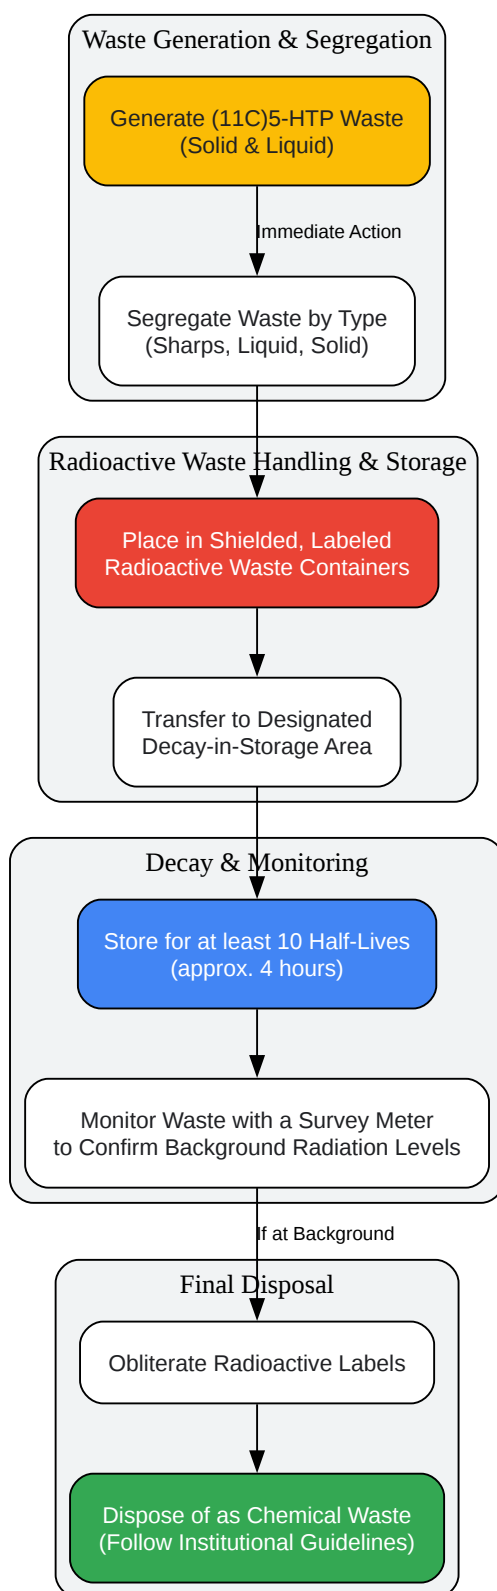 Waste Generation & Segregation
Generate (11C)5-HTP Waste
(Solid & Liquid)
Immediate Action
Segregate Waste by Type
(Sharps, Liquid, Solid)
Radioactive Waste Handling & Storage
Place in Shielded, Labeled
Radioactive Waste Containers
Transfer to Designated
Decay-in-Storage Area
Decay & Monitoring
Store for at least 10 Half-Lives
(approx. 4 hours)
Monitor Waste with a Survey Meter
to Confirm Background Radiation Levels
If at Background
Final Disposal
Obliterate Radioactive Labels
Dispose of as Chemical Waste
(Follow Institutional Guidelines)